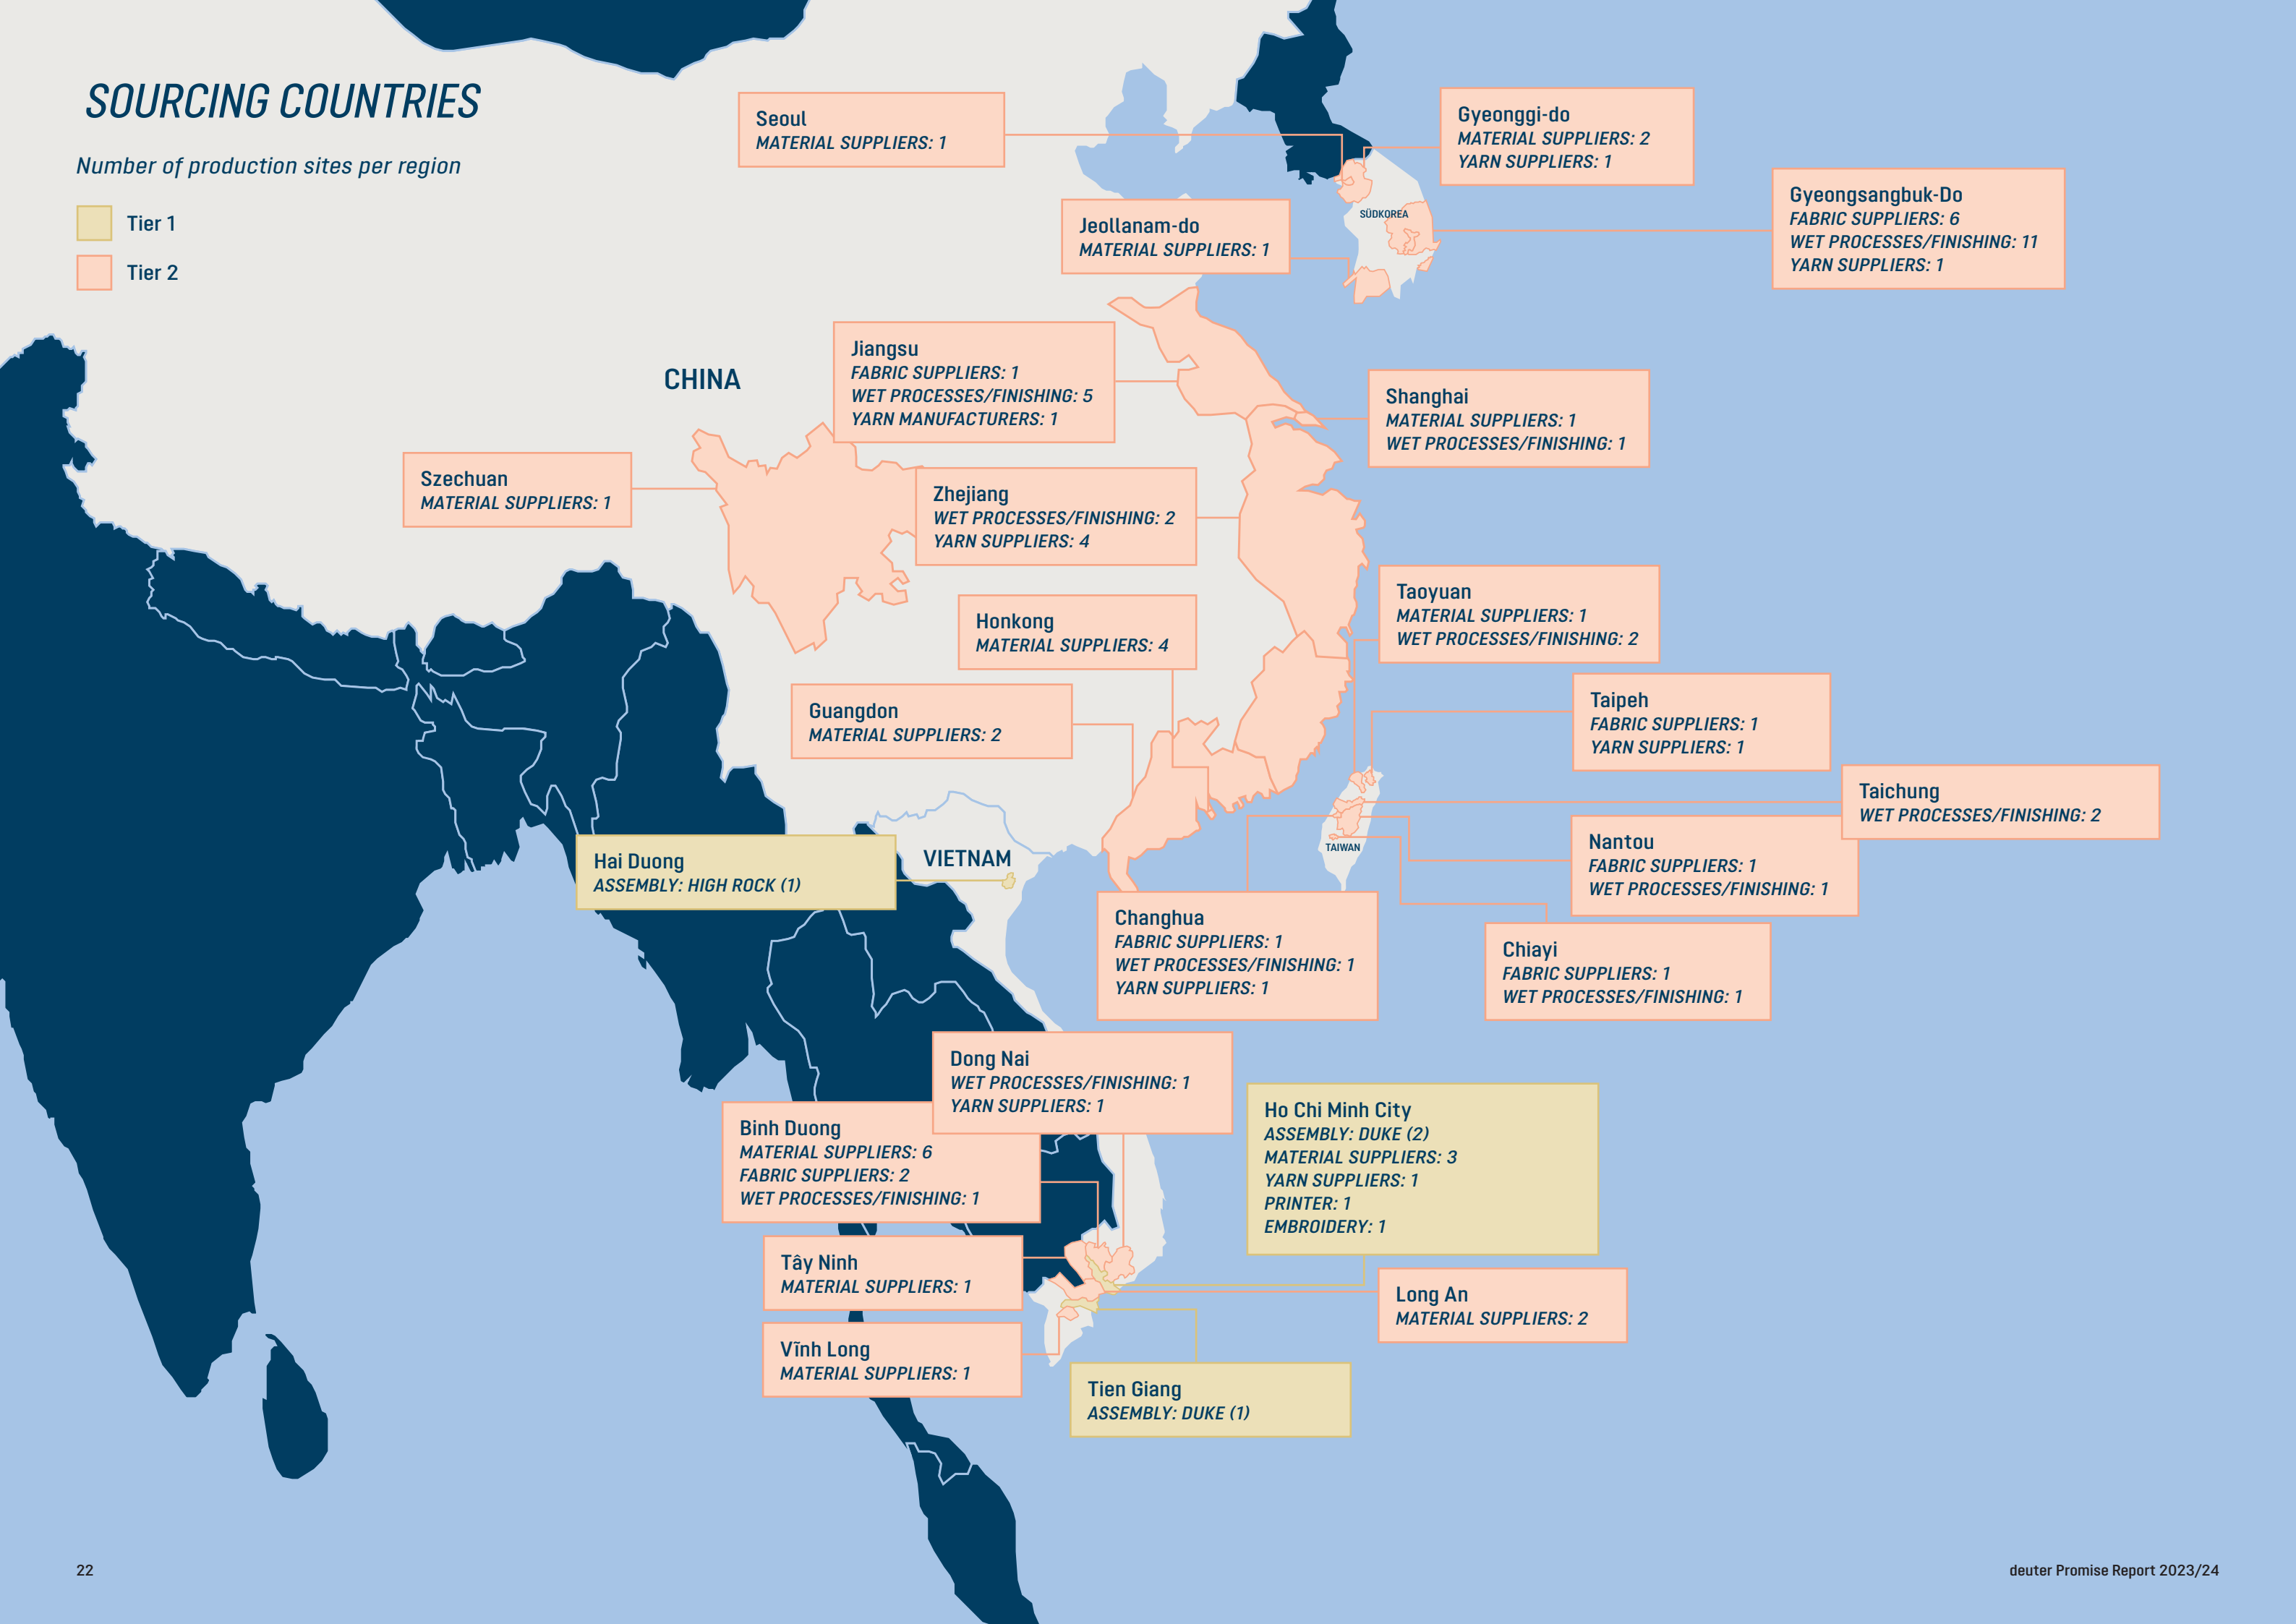 SOURCING COUNTRIES
Number of production sites per region
Tier 1
Tier 2
Seoul
MATERIAL SUPPLIERS: 1
Gyeonggi-do
MATERIAL SUPPLIERS: 2
YARN SUPPLIERS: 1
Gyeongsangbuk-Do
FABRIC SUPPLIERS: 6
WET PROCESSES/FINISHING: 11
YARN SUPPLIERS: 1
Jeollanam-do
MATERIAL SUPPLIERS: 1
SÜDKOREA
CHINA
Jiangsu
FABRIC SUPPLIERS: 1
WET PROCESSES/FINISHING: 5
YARN MANUFACTURERS: 1
Shanghai
MATERIAL SUPPLIERS: 1
WET PROCESSES/FINISHING: 1
Szechuan
MATERIAL SUPPLIERS: 1
Zhejiang
WET PROCESSES/FINISHING: 2
YARN SUPPLIERS: 4
Honkong
MATERIAL SUPPLIERS: 4
Taoyuan
MATERIAL SUPPLIERS: 1
WET PROCESSES/FINISHING: 2
Guangdon
MATERIAL SUPPLIERS: 2
Taipeh
FABRIC SUPPLIERS: 1
YARN SUPPLIERS: 1
Taichung
WET PROCESSES/FINISHING: 2
Nantou
FABRIC SUPPLIERS: 1
WET PROCESSES/FINISHING: 1
TAIWAN
Hai Duong
ASSEMBLY: HIGH ROCK (1)
VIETNAM
Changhua
FABRIC SUPPLIERS: 1
WET PROCESSES/FINISHING: 1
YARN SUPPLIERS: 1
Chiayi
FABRIC SUPPLIERS: 1
WET PROCESSES/FINISHING: 1
Dong Nai
WET PROCESSES/FINISHING: 1
YARN SUPPLIERS: 1
Binh Duong
MATERIAL SUPPLIERS: 6
FABRIC SUPPLIERS: 2
WET PROCESSES/FINISHING: 1
Ho Chi Minh City
ASSEMBLY: DUKE (2)
MATERIAL SUPPLIERS: 3
YARN SUPPLIERS: 1
PRINTER: 1
EMBROIDERY: 1
Tây Ninh
MATERIAL SUPPLIERS: 1
Long An
MATERIAL SUPPLIERS: 2
Vĩnh Long
MATERIAL SUPPLIERS: 1
Tien Giang
ASSEMBLY: DUKE (1)
22
deuter Promise Report 2023/24